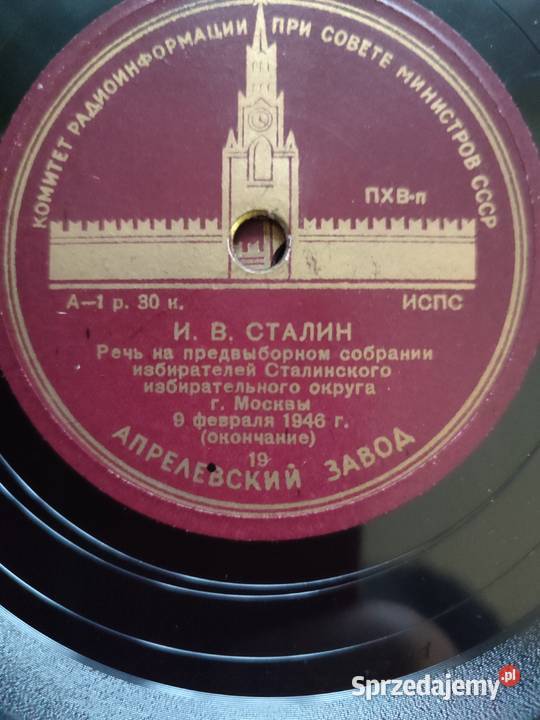 КОМИТЕТ РАДИОИНФОРМАЦИИ ПРИ СОВЕТЕ МИНИСТРОВ СССР
ПХВ-п
А—1 р. 30 к.
ИСПС
И. В. СТАЛИН
Речь на предвыборном собрании
избирателей Сталинского
избирательного округа
г. Москвы
9 февраля 1946 г.
(окончание)
19
АПРЕЛЕВСКИЙ ЗАВОД
Sprzedajemy.pl